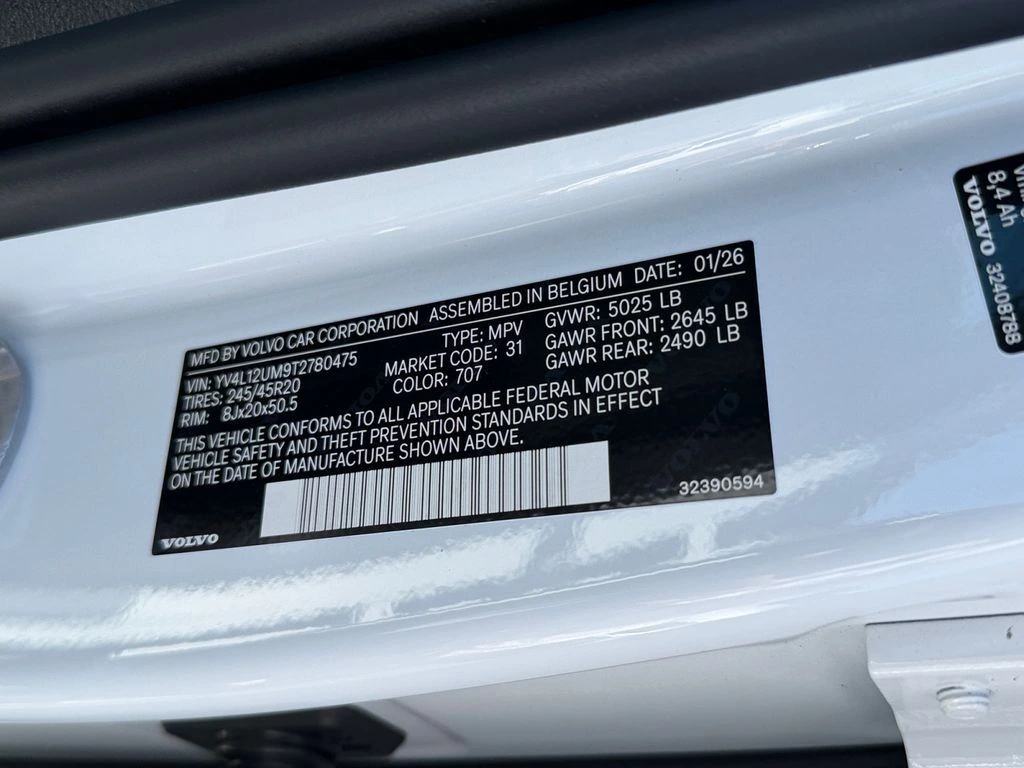 MFD BY VOLVO CAR CORPORATION ASSEMBLED IN BELGIUM DATE: 01/26
VIN: YV4L12UM9T2780475 TYPE: MPV GVWR: 5025 LB
TIRES: 245/45R20 MARKET CODE: 31 GAWR FRONT: 2645 LB
RIM: 8Jx20x50.5 COLOR: 707 GAWR REAR: 2490 LB
THIS VEHICLE CONFORMS TO ALL APPLICABLE FEDERAL MOTOR
VEHICLE SAFETY AND THEFT PREVENTION STANDARDS IN EFFECT
ON THE DATE OF MANUFACTURE SHOWN ABOVE.
VOLVO 32390594
8,4 Ah
VOLVO 32408788